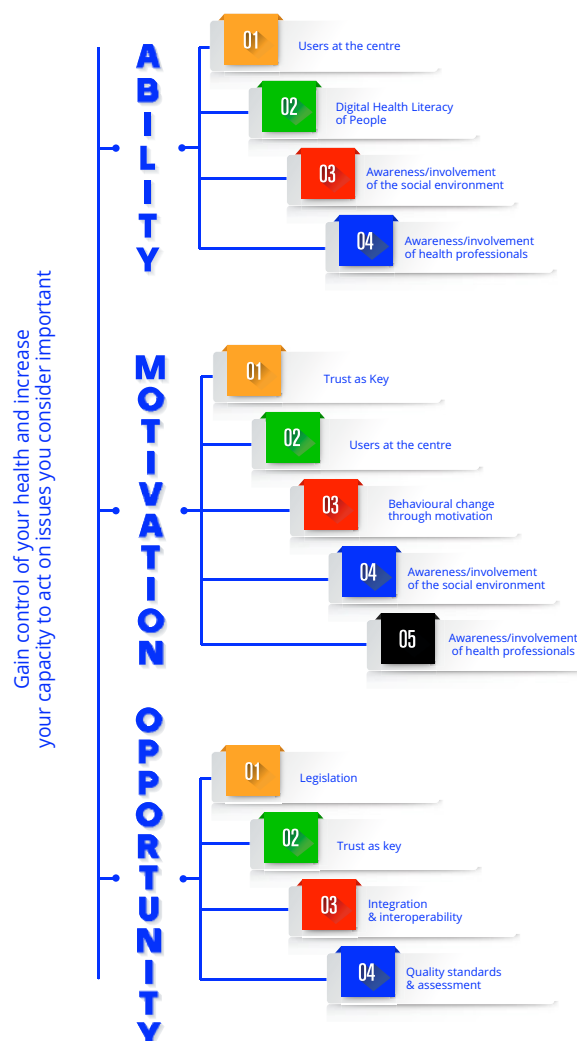 Gain control of your health and increase
your capacity to act on issues you consider important
ABILITY
01
Users at the centre
02
Digital Health Literacy
of People
03
Awareness/involvement
of the social environment
04
Awareness/involvement
of health professionals
MOTIVATION
01
Trust as Key
02
Users at the centre
03
Behavioural change
through motivation
04
Awareness/involvement
of the social environment
05
Awareness/involvement
of health professionals
OPPORTUNITY
01
Legislation
02
Trust as key
03
Integration
& interoperability
04
Quality standards
& assessment